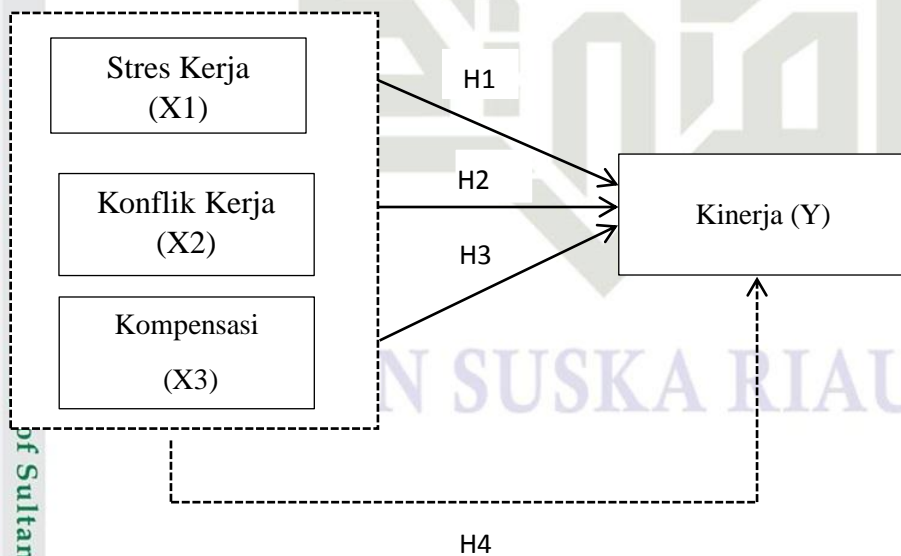 Stres Kerja
(X1)
H1
Konflik Kerja
(X2)
H2
Kinerja (Y)
H3
Kompensasi
(X3)
N SUSKA RIAU
of Sultan
H4